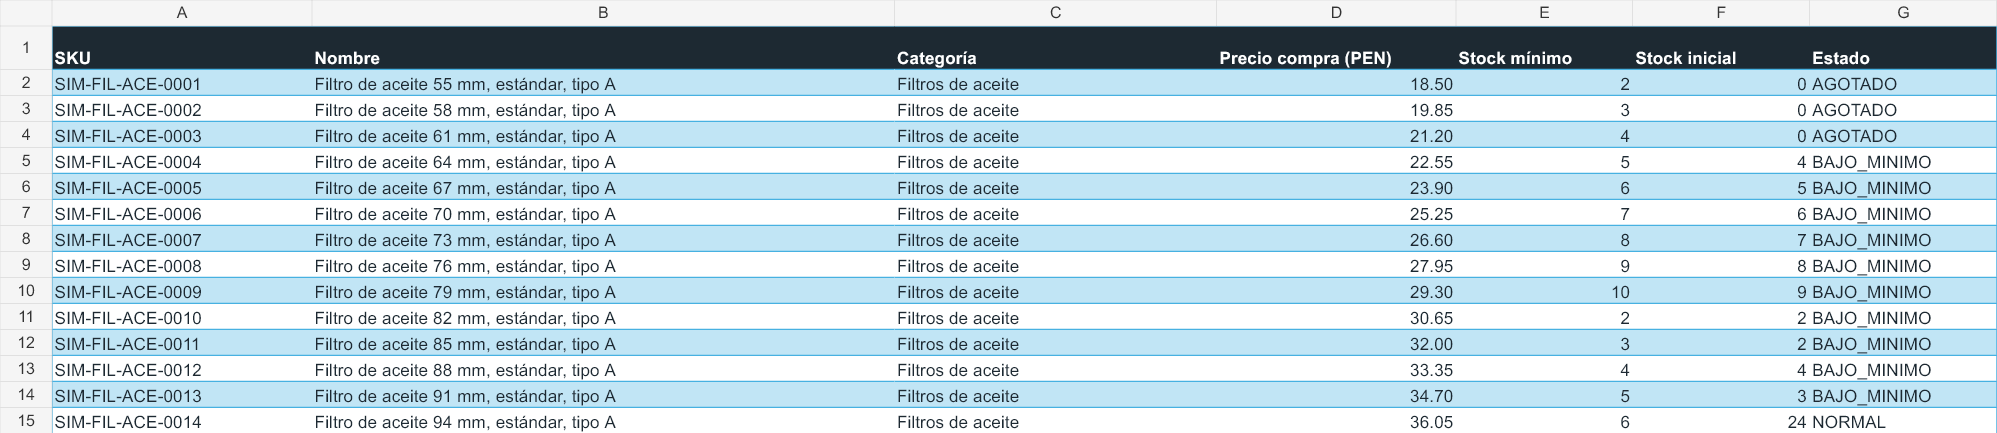 A B C D E F G
1 SKU Nombre Categoría Precio compra (PEN) Stock mínimo Stock inicial Estado
2 SIM-FIL-ACE-0001 Filtro de aceite 55 mm, estándar, tipo A Filtros de aceite 18.50 2 0 AGOTADO
3 SIM-FIL-ACE-0002 Filtro de aceite 58 mm, estándar, tipo A Filtros de aceite 19.85 3 0 AGOTADO
4 SIM-FIL-ACE-0003 Filtro de aceite 61 mm, estándar, tipo A Filtros de aceite 21.20 4 0 AGOTADO
5 SIM-FIL-ACE-0004 Filtro de aceite 64 mm, estándar, tipo A Filtros de aceite 22.55 5 4 BAJO_MINIMO
6 SIM-FIL-ACE-0005 Filtro de aceite 67 mm, estándar, tipo A Filtros de aceite 23.90 6 5 BAJO_MINIMO
7 SIM-FIL-ACE-0006 Filtro de aceite 70 mm, estándar, tipo A Filtros de aceite 25.25 7 6 BAJO_MINIMO
8 SIM-FIL-ACE-0007 Filtro de aceite 73 mm, estándar, tipo A Filtros de aceite 26.60 8 7 BAJO_MINIMO
9 SIM-FIL-ACE-0008 Filtro de aceite 76 mm, estándar, tipo A Filtros de aceite 27.95 9 8 BAJO_MINIMO
10 SIM-FIL-ACE-0009 Filtro de aceite 79 mm, estándar, tipo A Filtros de aceite 29.30 10 9 BAJO_MINIMO
11 SIM-FIL-ACE-0010 Filtro de aceite 82 mm, estándar, tipo A Filtros de aceite 30.65 2 2 BAJO_MINIMO
12 SIM-FIL-ACE-0011 Filtro de aceite 85 mm, estándar, tipo A Filtros de aceite 32.00 3 2 BAJO_MINIMO
13 SIM-FIL-ACE-0012 Filtro de aceite 88 mm, estándar, tipo A Filtros de aceite 33.35 4 4 BAJO_MINIMO
14 SIM-FIL-ACE-0013 Filtro de aceite 91 mm, estándar, tipo A Filtros de aceite 34.70 5 3 BAJO_MINIMO
15 SIM-FIL-ACE-0014 Filtro de aceite 94 mm, estándar, tipo A Filtros de aceite 36.05 6 24 NORMAL